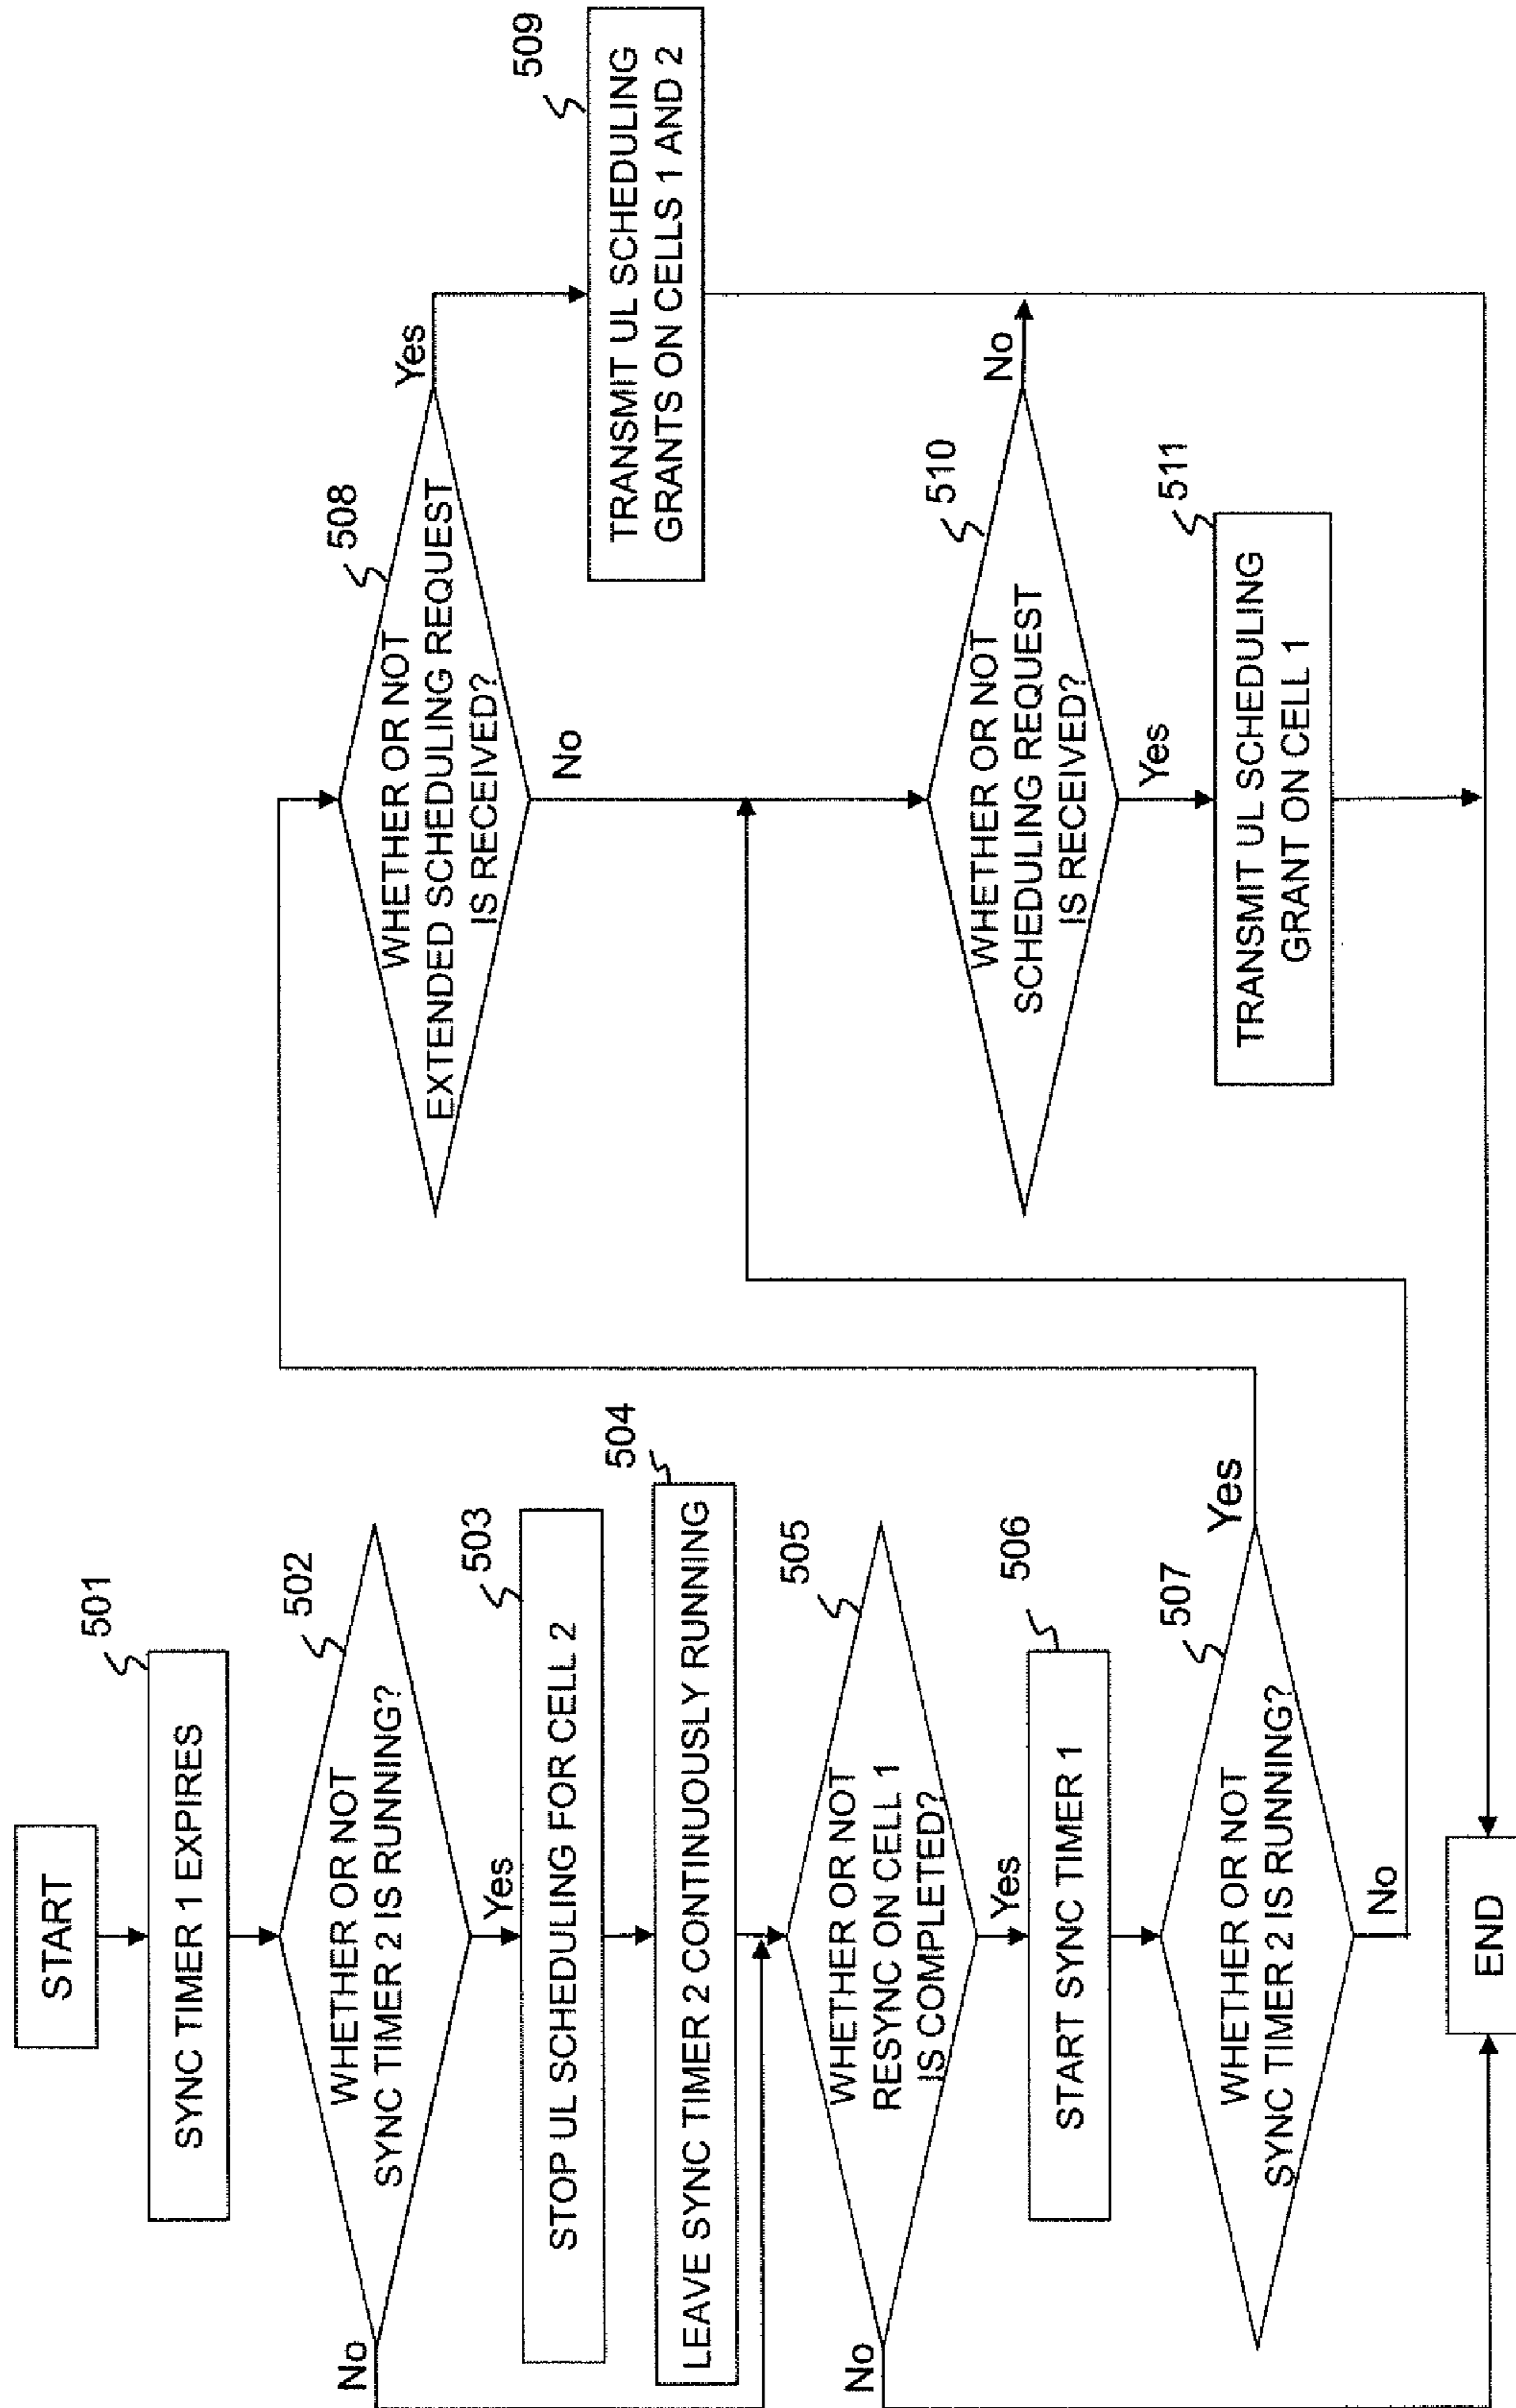 START
501
SYNC TIMER 1 EXPIRES
502
WHETHER OR NOT
SYNC TIMER 2 IS RUNNING?
No
Yes
503
STOP UL SCHEDULING FOR CELL 2
504
LEAVE SYNC TIMER 2 CONTINUOUSLY RUNNING
505
WHETHER OR NOT
RESYNC ON CELL 1
IS COMPLETED?
No
Yes
506
START SYNC TIMER 1
507
WHETHER OR NOT
SYNC TIMER 2 IS RUNNING?
Yes
No
508
WHETHER OR NOT
EXTENDED SCHEDULING REQUEST
IS RECEIVED?
Yes
No
509
TRANSMIT UL SCHEDULING
GRANTS ON CELLS 1 AND 2
510
WHETHER OR NOT
SCHEDULING REQUEST
IS RECEIVED?
No
Yes
511
TRANSMIT UL SCHEDULING
GRANT ON CELL 1
END